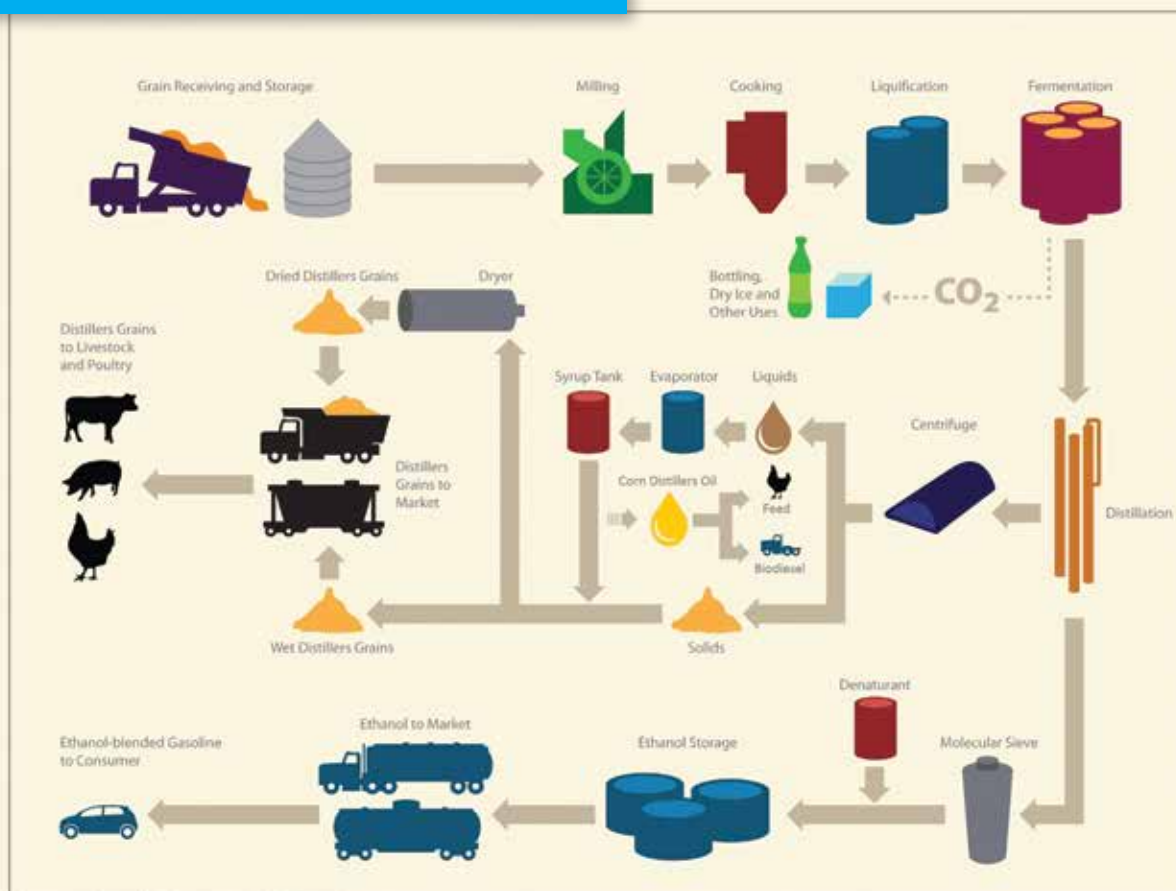 Grain Receiving and Storage
Milling
Cooking
Liquification
Fermentation
Bottling,
Dry Ice and
Other Uses
CO2
Dried Distillers Grains
Dryer
Distillers Grains
to Livestock
and Poultry
Syrup Tank
Evaporator
Liquids
Centrifuge
Distillers
Grains to
Market
Corn Distillers Oil
Feed
Biodiesel
Distillation
Wet Distillers Grains
Solids
Denaturant
Ethanol-blended Gasoline
to Consumer
Ethanol to Market
Ethanol Storage
Molecular Sieve